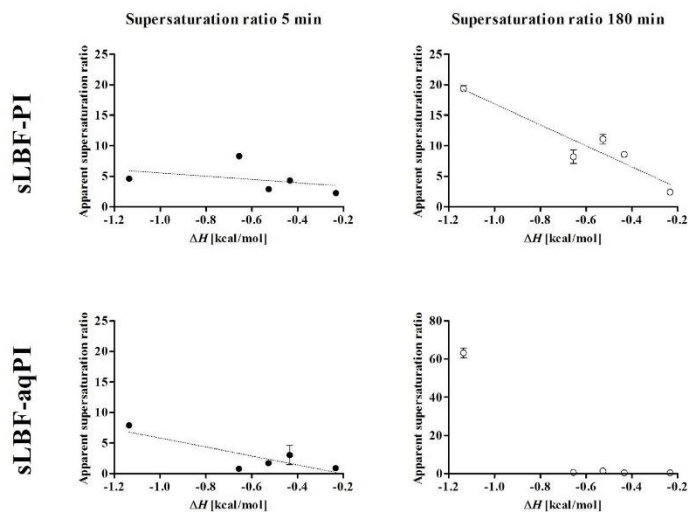 Supersaturation ratio 5 min
Supersaturation ratio 180 min
sLBF-PI
Apparent supersaturation ratio
25
20
15
10
5
0
-1.2 -1.0 -0.8 -0.6 -0.4 -0.2
ΔH [kcal/mol]
Apparent supersaturation ratio
25
20
15
10
5
0
-1.2 -1.0 -0.8 -0.6 -0.4 -0.2
ΔH [kcal/mol]
sLBF-aqPI
Apparent supersaturation ratio
25
20
15
10
5
0
-1.2 -1.0 -0.8 -0.6 -0.4 -0.2
ΔH [kcal/mol]
Apparent supersaturation ratio
80
60
40
20
0
-1.2 -1.0 -0.8 -0.6 -0.4 -0.2
ΔH [kcal/mol]